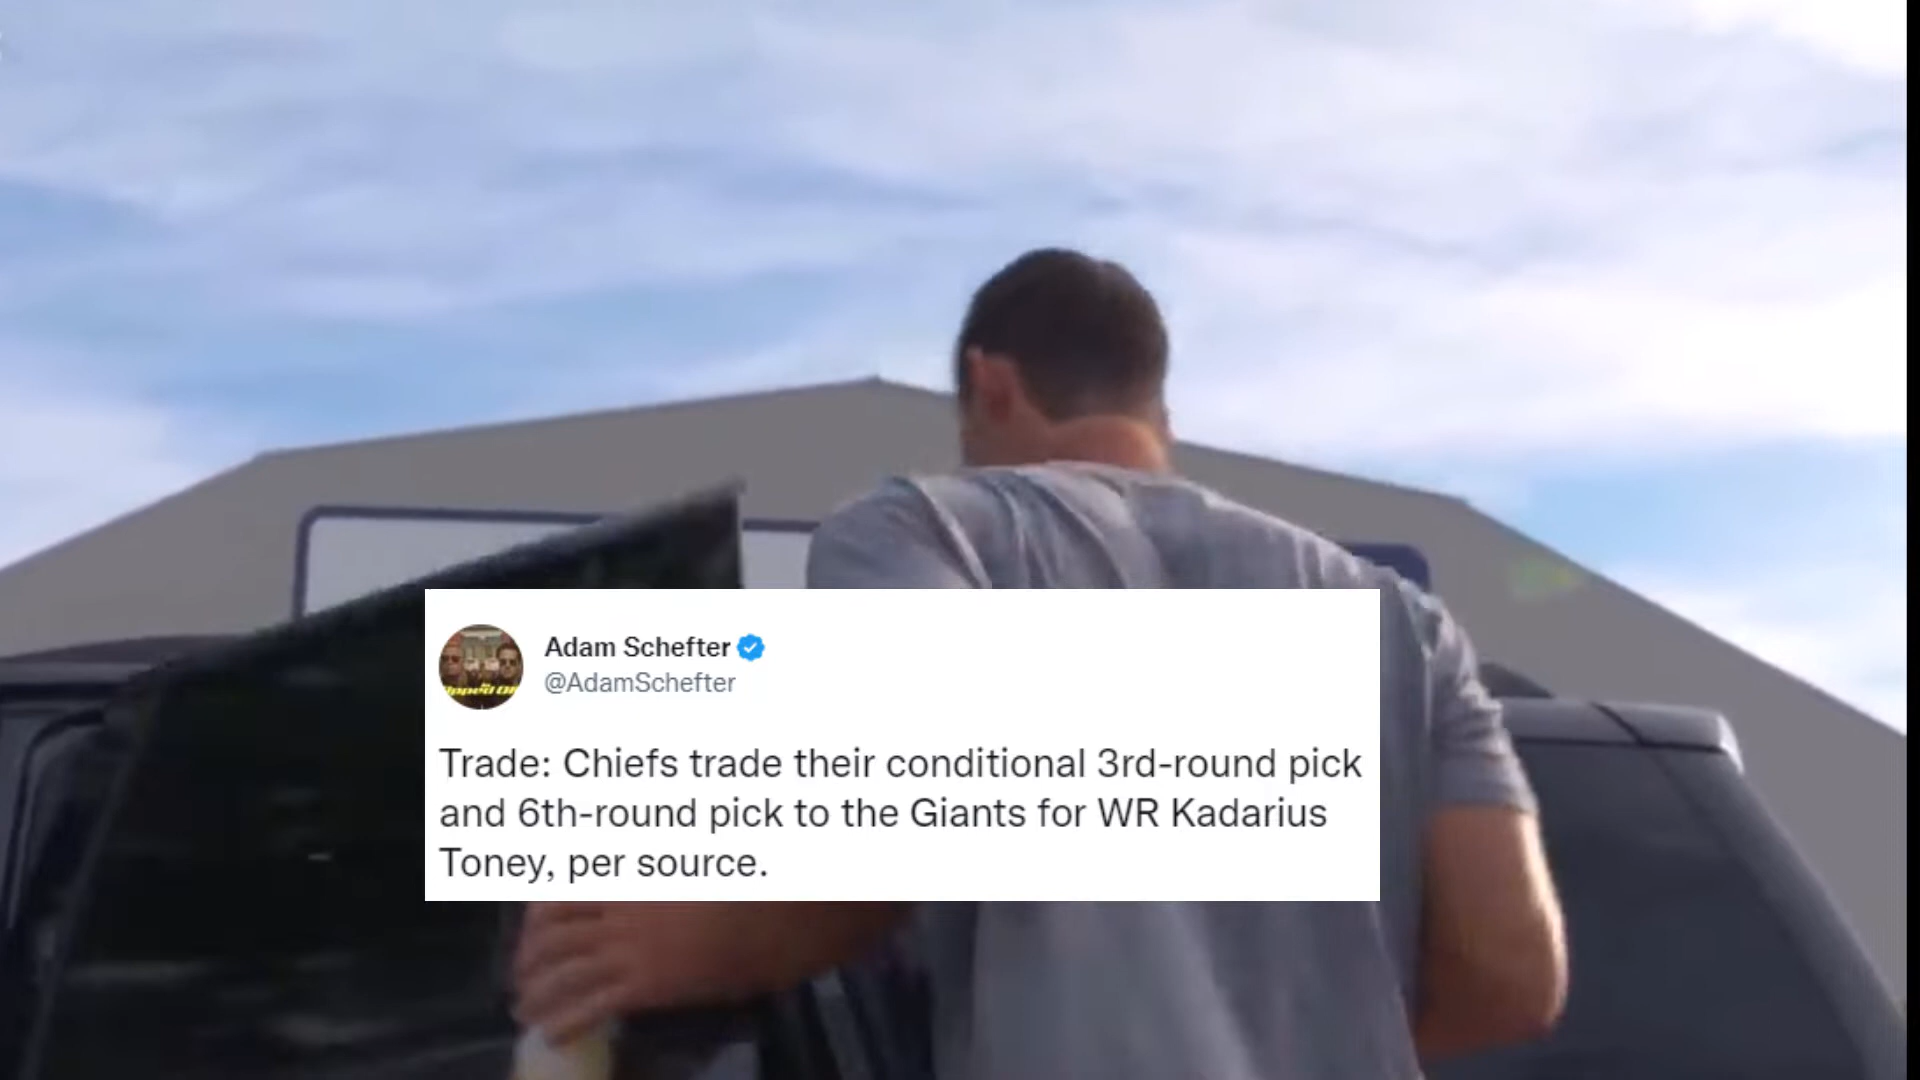 Adam Schefter
@AdamSchefter
Trade: Chiefs trade their conditional 3rd-round pick
and 6th-round pick to the Giants for WR Kadarius
Toney, per source.